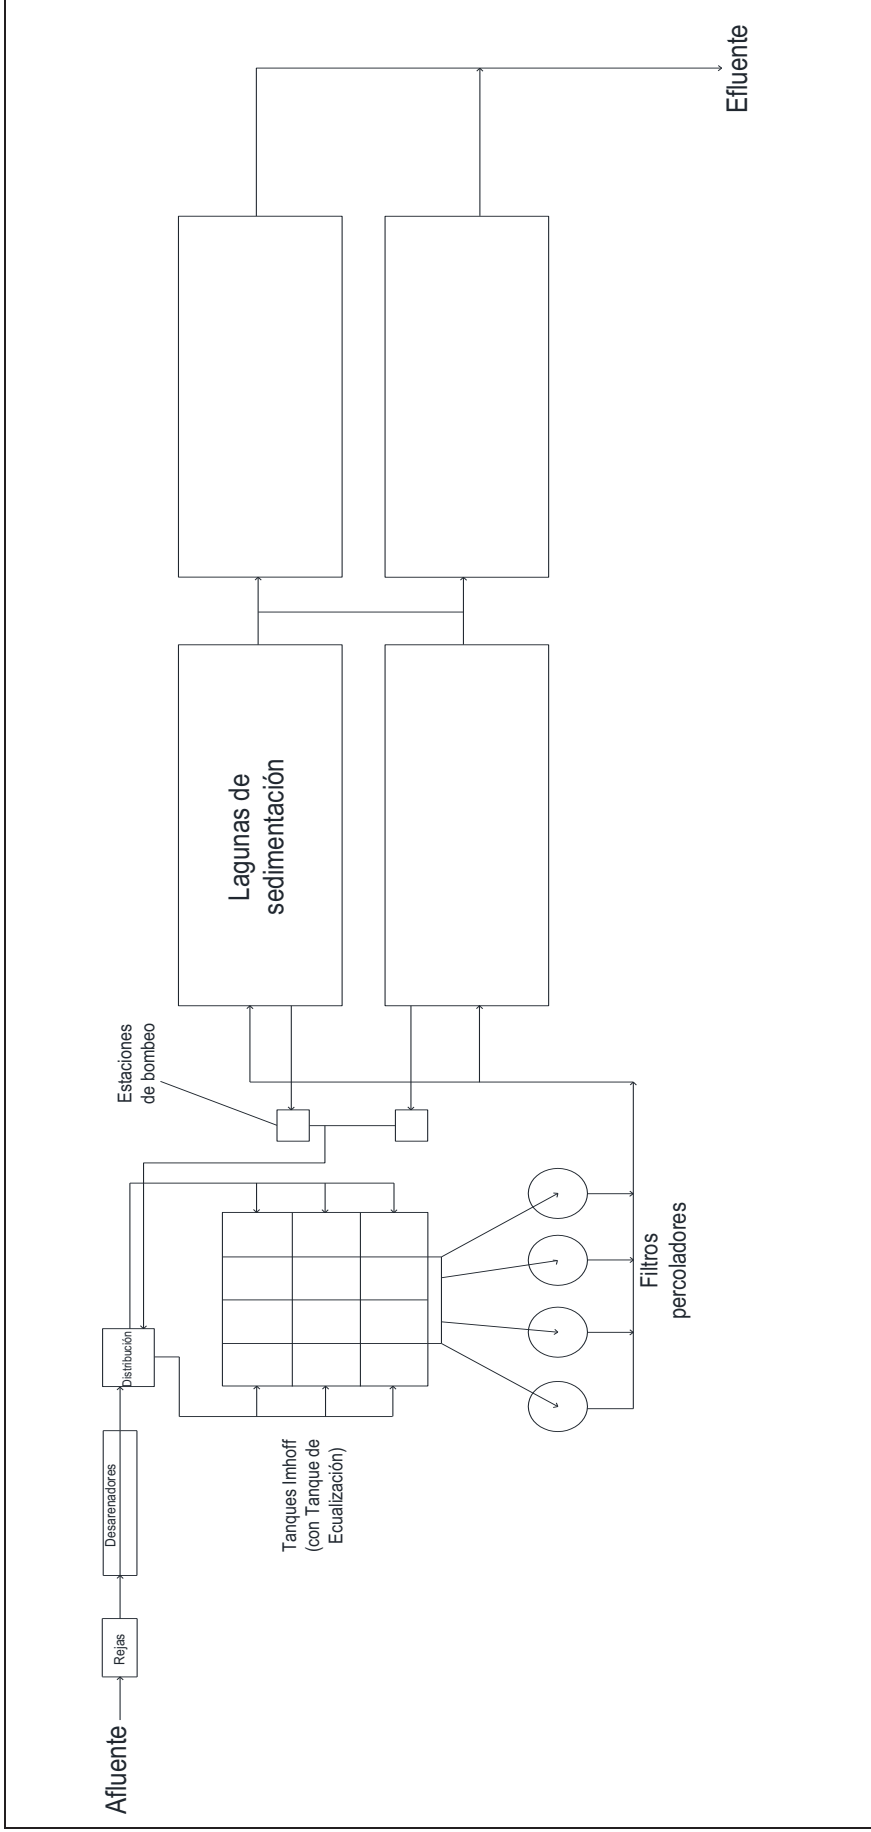 Afluente
Rejas
Desarenadores
Distribución
Tanques Imhoff
(con Tanque de
Ecualización)
Estaciones
de bombeo
Filtros
percoladores
Lagunas de
sedimentación
Efluente